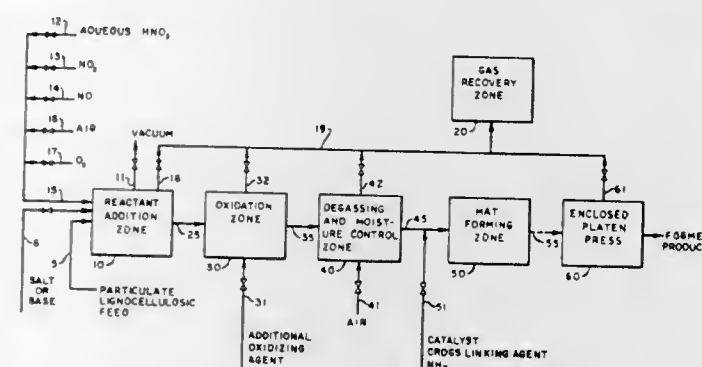 12
AQUEOUS HNO3
13
NO2
14
NO
16
AIR
17
O2
15
VACUUM
11
18
19
32
42
61
GAS
RECOVERY
ZONE
20
REACTANT
ADDITION
ZONE
10
25
OXIDATION
ZONE
30
35
DEGASSING
AND MOIST-
URE CONTROL
ZONE
40
45
MAT
FORMING
ZONE
50
55
ENCLOSED
PLATEN
PRESS
60
FORMED
PRODUC
6
SALT
OR
BASE
5
PARTICULATE
LIGNOCELLULOSIC
FEED
31
ADDITIONAL
OXIDIZING
AGENT
41
AIR
51
CATALYST
CROSS LINKING AGENT